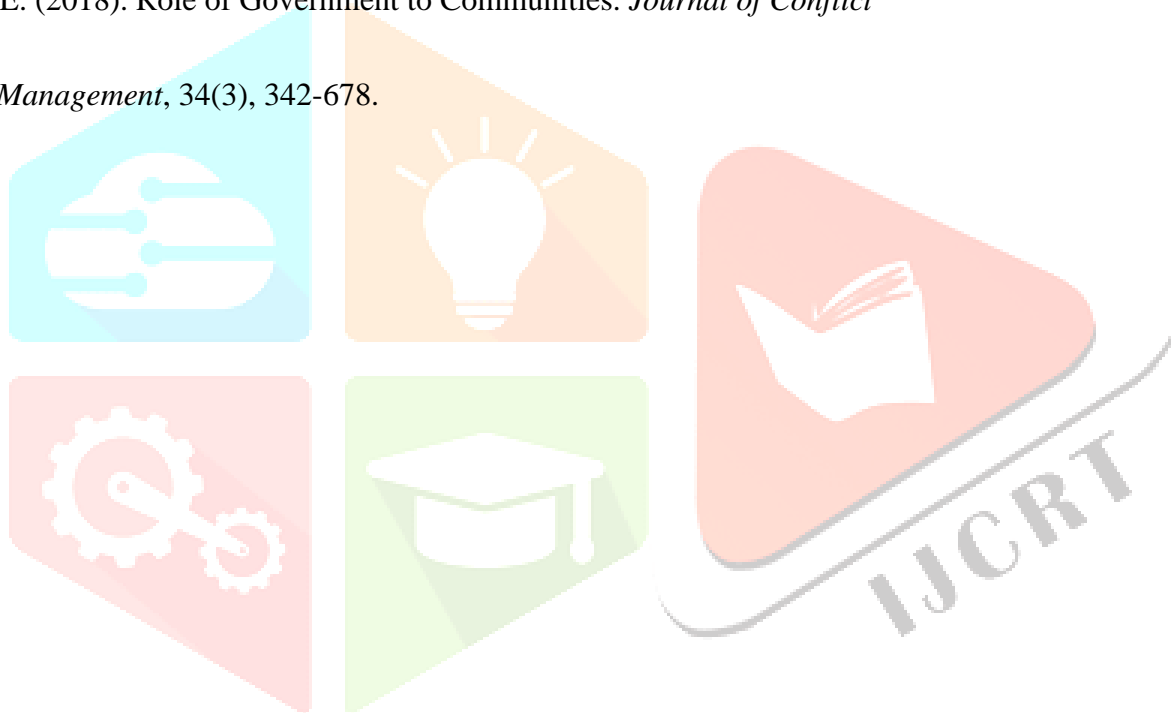 E. (2018). Role of Government to Communities. Journal of Conflict
Management, 34(3), 342-678.
IJCRT